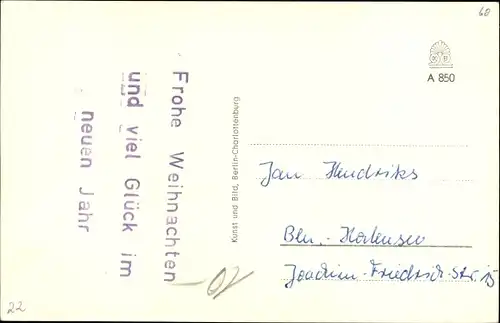 Frohe Weihnachten
und viel Glück im
neuen Jahr
Kunst und Bild, Berlin-Charlottenburg
60
A 850
Jan Hendriks
Bln.-Halensee
Joachim-Friedrich-Str. 15
22